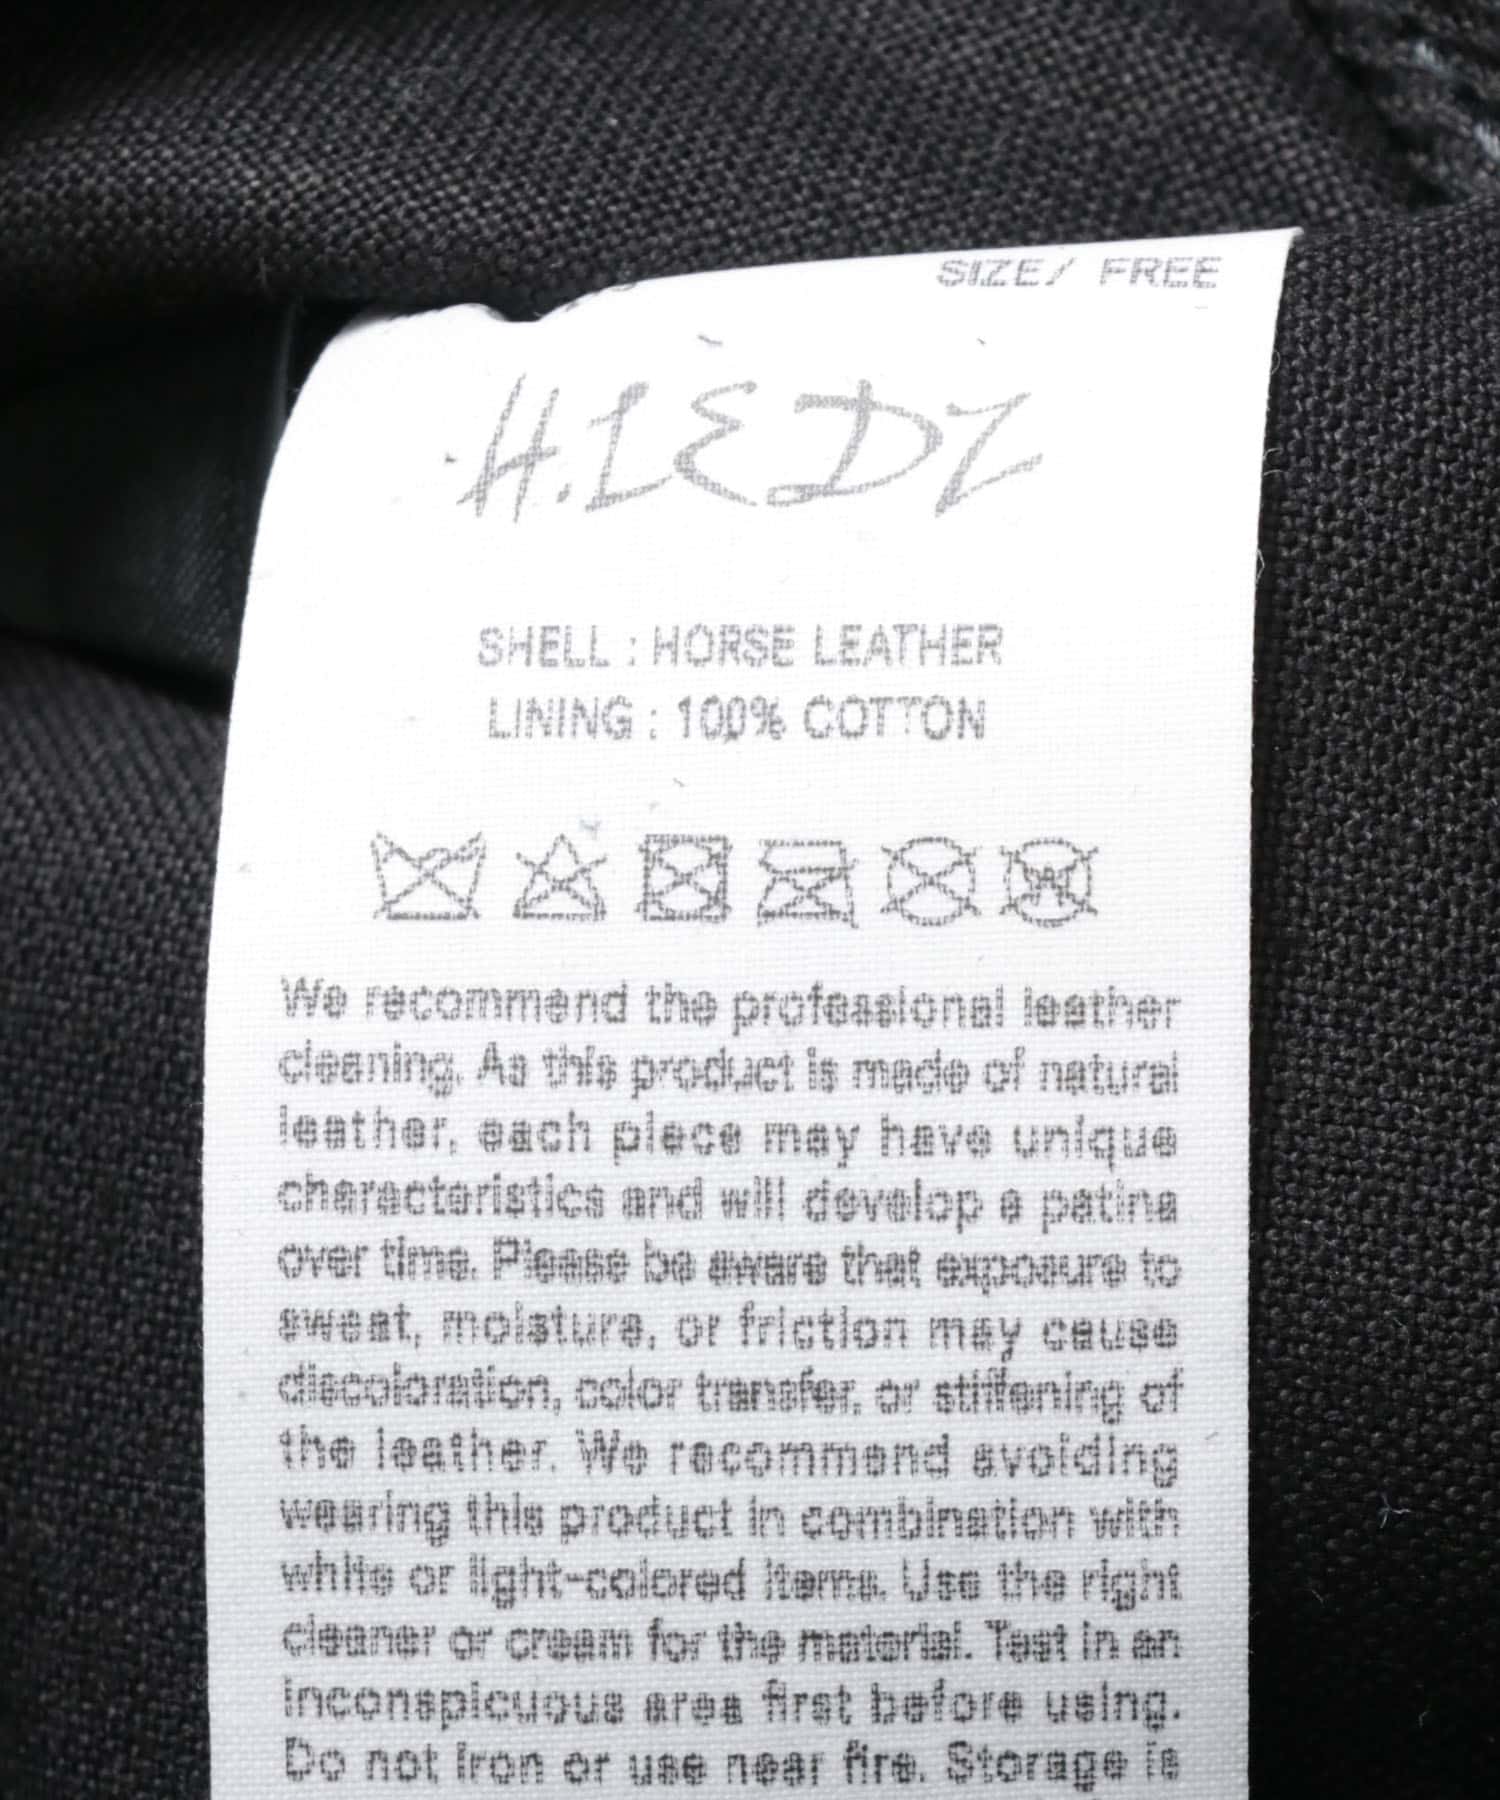 SIZE/ FREE
H.LEDZ
SHELL : HORSE LEATHER
LINING : 100% COTTON
We recommend the professional leather
cleaning. As this product is made of natural
leather, each piece may have unique
characteristics and will develop a patina
over time. Please be aware that exposure to
sweat, moisture, or friction may cause
discoloration, color transfer, or stiffening of
the leather. We recommend avoiding
wearing this product in combination with
white or light-colored items. Use the right
cleaner or cream for the material. Test in an
inconspicuous area first before using.
Do not iron or use near fire. Storage is